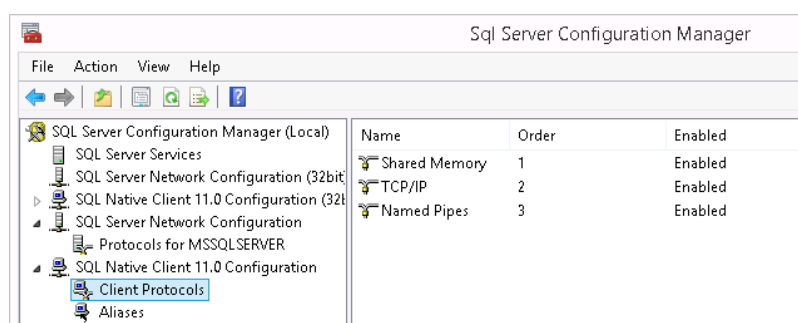 Sql Server Configuration Manager
File Action View Help
SQL Server Configuration Manager (Local)
SQL Server Services
SQL Server Network Configuration (32bit
SQL Native Client 11.0 Configuration (32b
SQL Server Network Configuration
Protocols for MSSQLSERVER
SQL Native Client 11.0 Configuration
Client Protocols
Aliases
Name Order Enabled
Shared Memory 1 Enabled
TCP/IP 2 Enabled
Named Pipes 3 Enabled